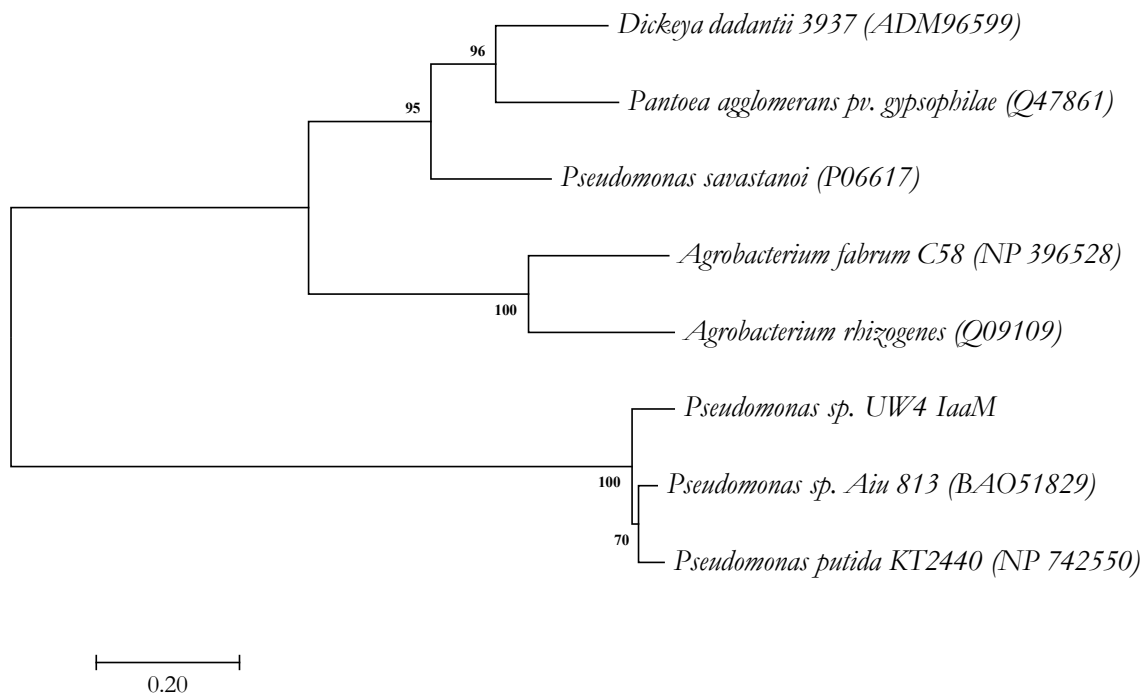 Dickeya dadantii 3937 (ADM96599)
96
Pantoea agglomerans pv. gypsophilae (Q47861)
95
Pseudomonas savastanoi (P06617)
Agrobacterium fabrum C58 (NP 396528)
100
Agrobacterium rhizogenes (Q09109)
Pseudomonas sp. UW4 IaaM
100
Pseudomonas sp. Aiu 813 (BAO51829)
70
Pseudomonas putida KT2440 (NP 742550)
0.20